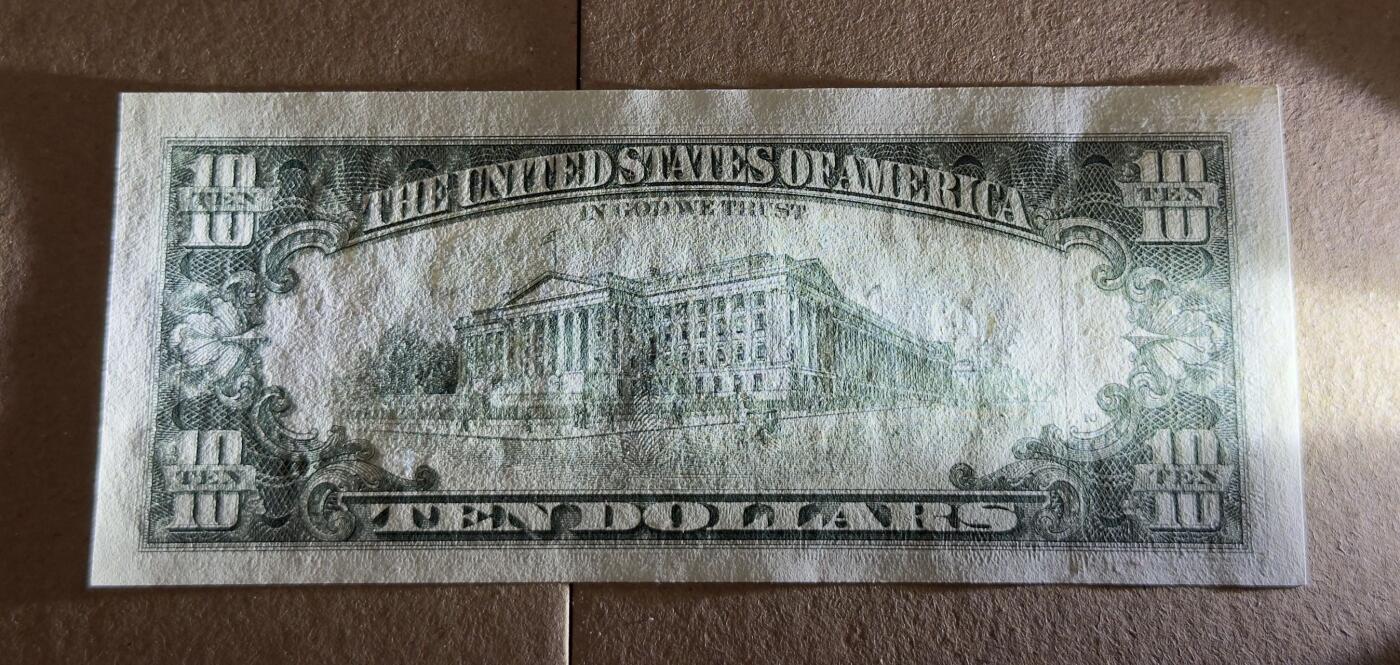 10 TEN 10
THE UNITED STATES OF AMERICA
10 TEN 10
IN GOD WE TRUST
10 TEN 10
TEN DOLLARS
10 TEN 10